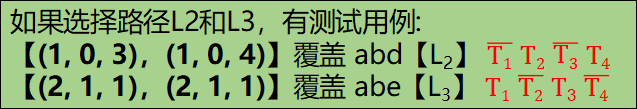 如果选择路径L2和L3，有测试用例:
【(1, 0, 3)，(1, 0, 4)】覆盖 abd【L₂】 T̅₁ T₂ T̅₃ T₄
【(2, 1, 1)，(2, 1, 1)】覆盖 abe【L₃】 T₁ T̅₂ T₃ T̅₄